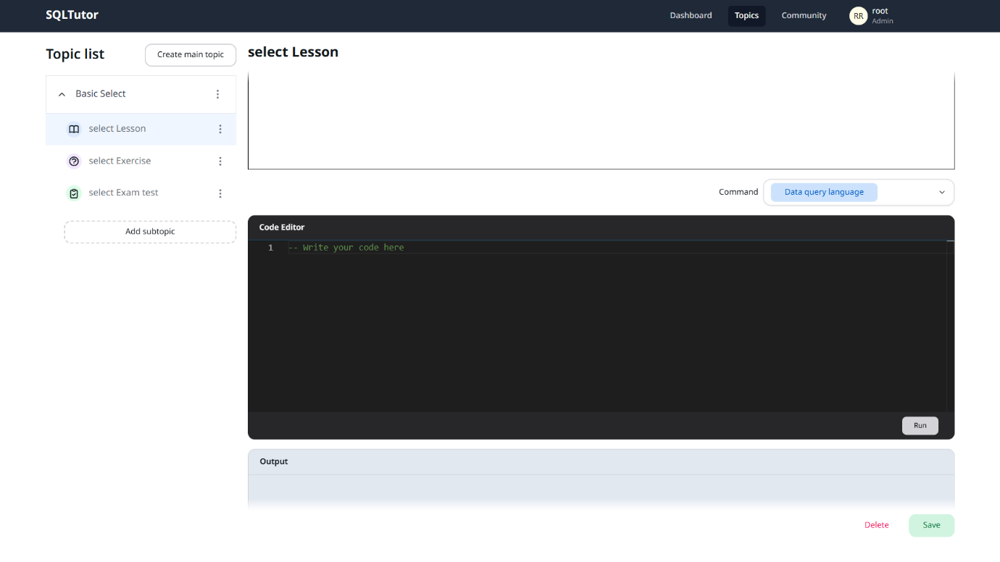 SQLTutor
Dashboard
Topics
Community
RR
root
Admin
Topic list
Create main topic
Basic Select
select Lesson
select Exercise
select Exam test
Add subtopic
select Lesson
Command
Data query language
Code Editor
1
-- Write your code here
Run
Output
Delete
Save